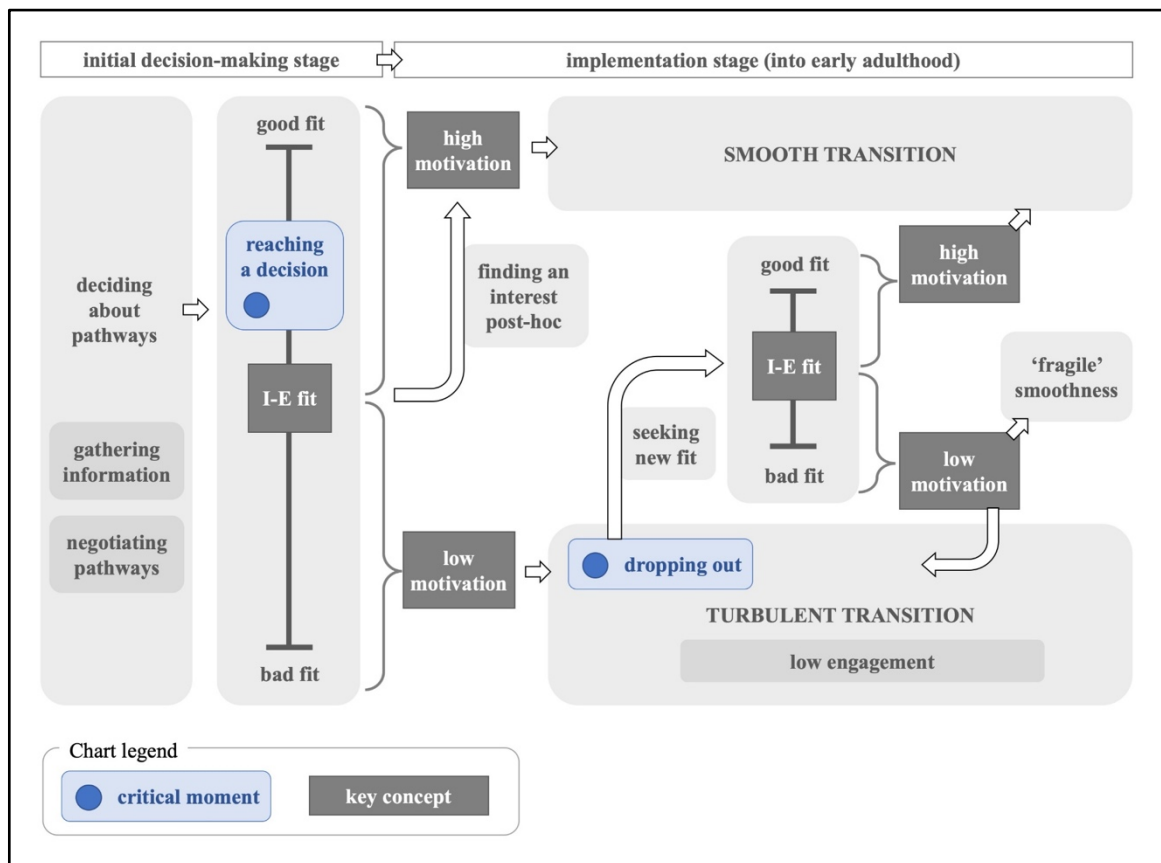 initial decision-making stage
implementation stage (into early adulthood)
deciding
about
pathways
gathering
information
negotiating
pathways
good fit
reaching
a decision
I-E fit
bad fit
high
motivation
finding an
interest
post-hoc
low
motivation
SMOOTH TRANSITION
seeking
new fit
good fit
I-E fit
bad fit
high
motivation
‘fragile’
smoothness
low
motivation
dropping out
TURBULENT TRANSITION
low engagement
Chart legend
critical moment
key concept